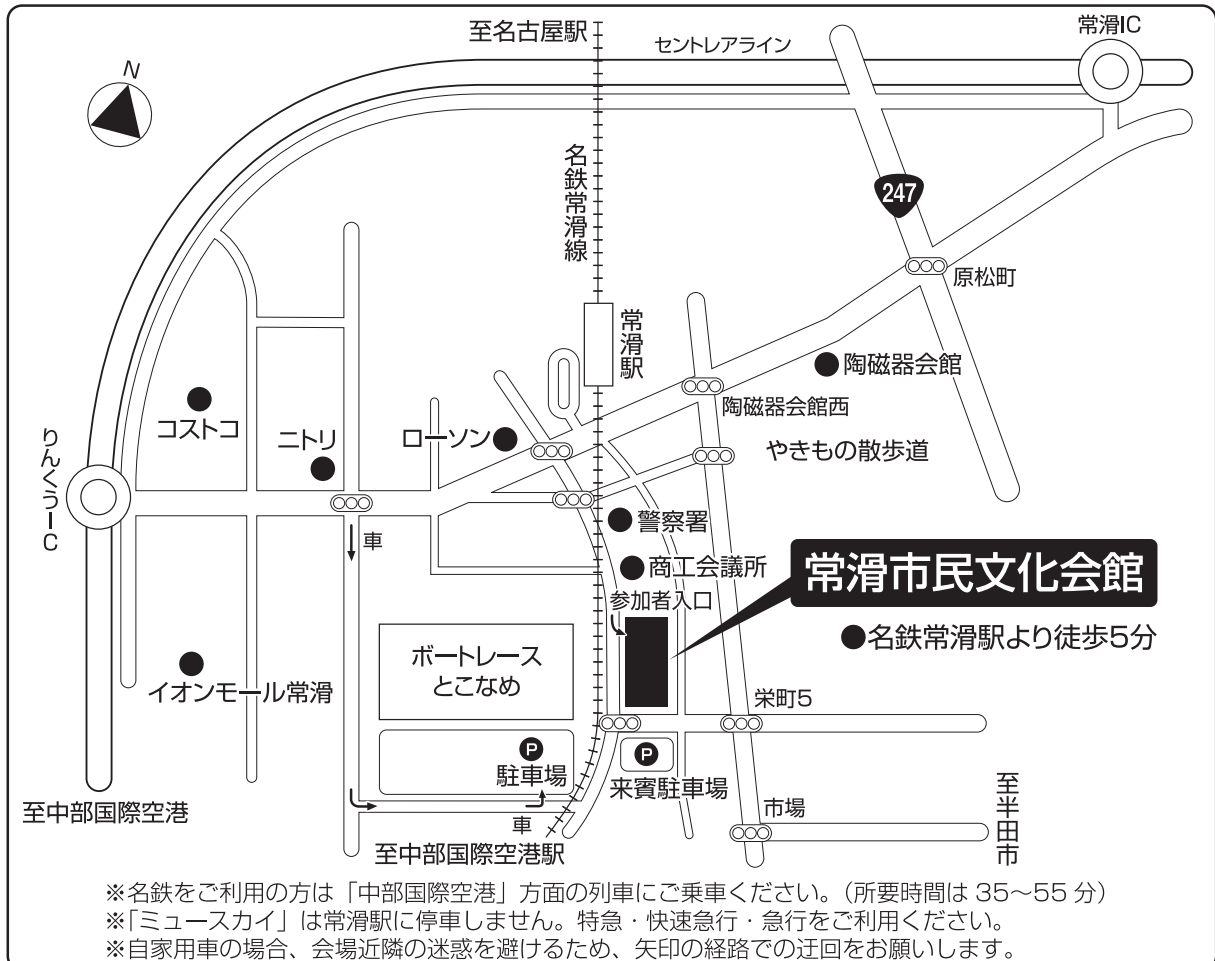 至名古屋駅
セントレアライン
常滑IC
N
名鉄常滑線
247
原松町
常滑駅
陶磁器会館
陶磁器会館西
コストコ
ニトリ
ローソン
やきもの散歩道
りんくうIC
車
警察署
商工会議所
常滑市民文化会館
参加者入口
●名鉄常滑駅より徒歩5分
ボートレース
とこなめ
イオンモール常滑
栄町5
P
駐車場
P
来賓駐車場
至中部国際空港
車
市場
至半田市
至中部国際空港駅
※名鉄をご利用の方は「中部国際空港」方面の列車にご乗車ください。（所要時間は 35～55 分）
※「ミュースカイ」は常滑駅に停車しません。特急・快速急行・急行をご利用ください。
※自家用車の場合、会場近隣の迷惑を避けるため、矢印の経路での迂回をお願いします。